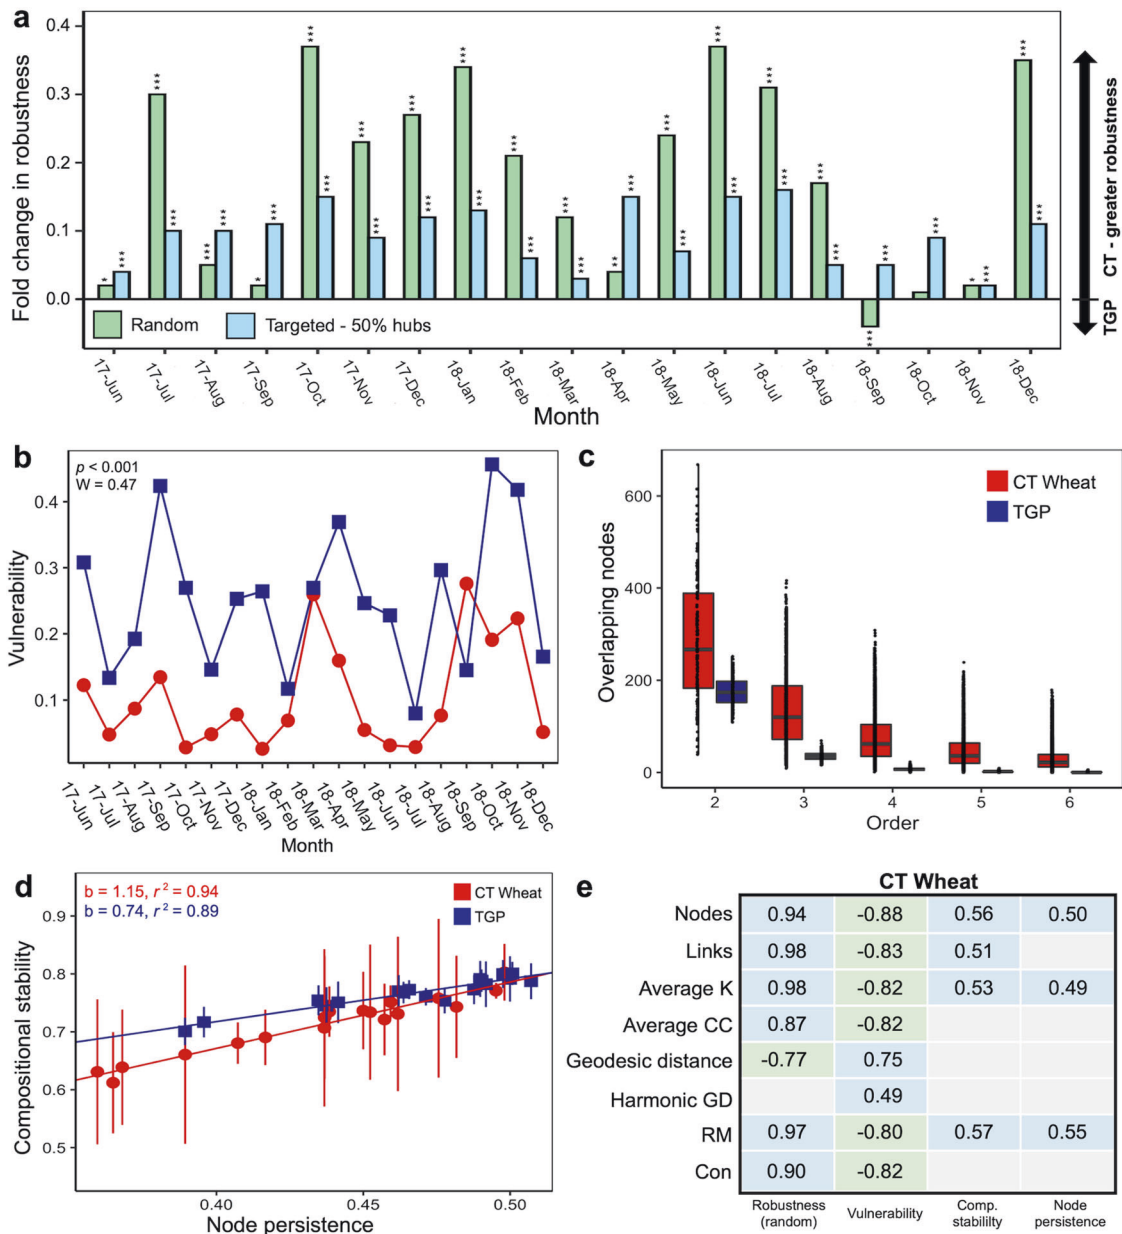 a
Fold change in robustness
0.4
0.3
0.2
0.1
0.0
* *** *** *** *** *** * *** *** *** *** *** *** *** *** *** *** *** *** *** ** *** *** *** *** *** *** *** *** *** *** *** *** * *** *** ***
Random
Targeted - 50% hubs
CT - greater robustness
TGP
17-Jun 17-Jul 17-Aug 17-Sep 17-Oct 17-Nov 17-Dec 18-Jan 18-Feb 18-Mar 18-Apr 18-May 18-Jun 18-Jul 18-Aug 18-Sep 18-Oct 18-Nov 18-Dec
Month
b
p < 0.001
W = 0.47
Vulnerability
0.4
0.3
0.2
0.1
17-Jun 17-Jul 17-Aug 17-Sep 17-Oct 17-Nov 17-Dec 18-Jan 18-Feb 18-Mar 18-Apr 18-May 18-Jun 18-Jul 18-Aug 18-Sep 18-Oct 18-Nov 18-Dec
Month
c
Overlapping nodes
600
400
200
0
CT Wheat
TGP
2 3 4 5 6
Order
d
b = 1.15, r² = 0.94
b = 0.74, r² = 0.89
CT Wheat
TGP
Compositional stability
0.9
0.8
0.7
0.6
0.5
0.40 0.45 0.50
Node persistence
e
CT Wheat
Nodes 0.94 -0.88 0.56 0.50
Links 0.98 -0.83 0.51
Average K 0.98 -0.82 0.53 0.49
Average CC 0.87 -0.82
Geodesic distance -0.77 0.75
Harmonic GD 0.49
RM 0.97 -0.80 0.57 0.55
Con 0.90 -0.82
Robustness (random) Vulnerability Comp. stabililty Node persistence